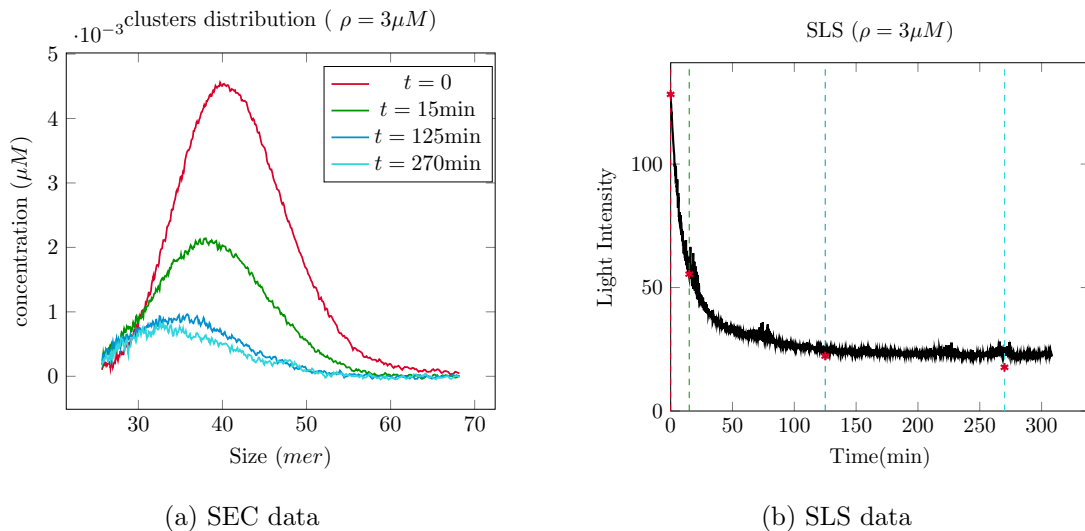 clusters distribution ( ρ = 3μM)
·10⁻³
5
4
3
2
1
0
concentration (μM)
30
40
50
60
70
Size (mer)
t = 0
t = 15min
t = 125min
t = 270min
(a) SEC data
SLS (ρ = 3μM)
100
50
0
Light Intensity
0
50
100
150
200
250
300
Time(min)
(b) SLS data